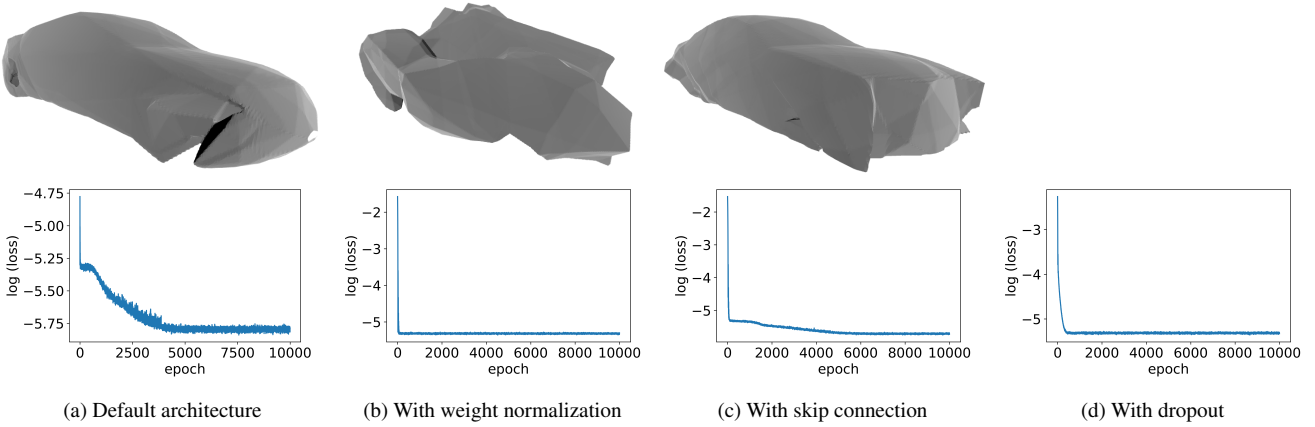 −4.75
−5.00
−5.25
−5.50
−5.75
log (loss)
0 2500 5000 7500 10000
epoch
−2
−3
−4
−5
log (loss)
0 2000 4000 6000 8000 10000
epoch
−2
−3
−4
−5
log (loss)
0 2000 4000 6000 8000 10000
epoch
−3
−4
−5
log (loss)
0 2000 4000 6000 8000 10000
epoch
(a) Default architecture
(b) With weight normalization
(c) With skip connection
(d) With dropout